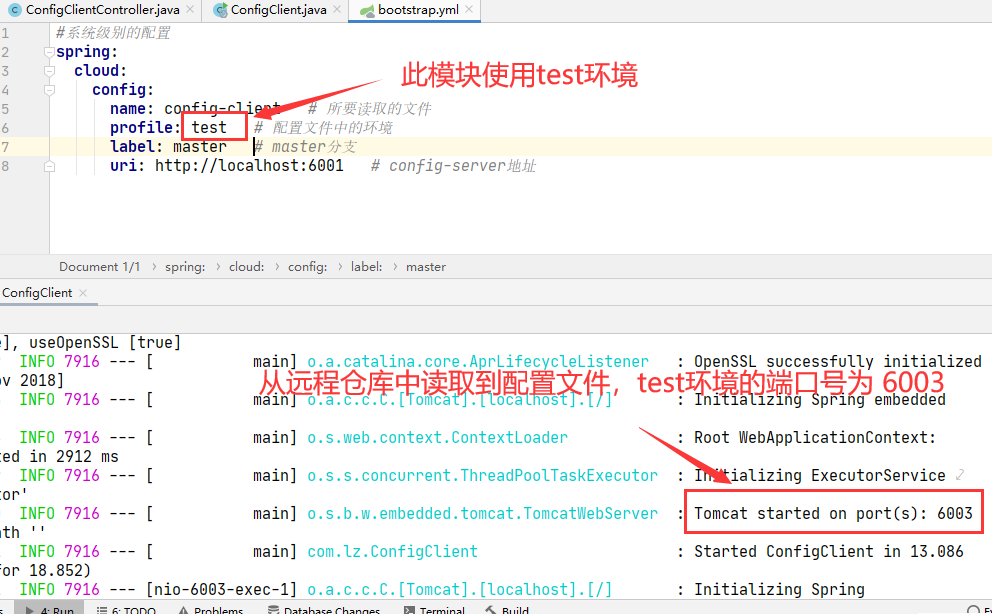 ConfigClientController.java ConfigClient.java bootstrap.yml
1 #系统级别的配置
2 spring:
3 cloud:
4 config:
5 name: config-client # 所要读取的文件
6 profile: test # 配置文件中的环境
7 label: master # master分支
8 uri: http://localhost:6001 # config-server地址
此模块使用test环境
Document 1/1 › spring: › cloud: › config: › label: › master
ConfigClient
], useOpenSSL [true]
INFO 7916 --- [ main] o.a.catalina.core.AprLifecycleListener : OpenSSL successfully initialized
ov 2018]
从远程仓库中读取到配置文件，test环境的端口号为 6003
INFO 7916 --- [ main] o.a.c.c.C.[Tomcat].[localhost].[/] : Initializing Spring embedded
INFO 7916 --- [ main] o.s.web.context.ContextLoader : Root WebApplicationContext:
ted in 2912 ms
INFO 7916 --- [ main] o.s.s.concurrent.ThreadPoolTaskExecutor : Initializing ExecutorService
tor'
INFO 7916 --- [ main] o.s.b.w.embedded.tomcat.TomcatWebServer : Tomcat started on port(s): 6003
ath ''
INFO 7916 --- [ main] com.lz.ConfigClient : Started ConfigClient in 13.086
for 18.852)
INFO 7916 --- [nio-6003-exec-1] o.a.c.c.C.[Tomcat].[localhost].[/] : Initializing Spring
4: Run 6: TODO Problems Database Changes Terminal Build